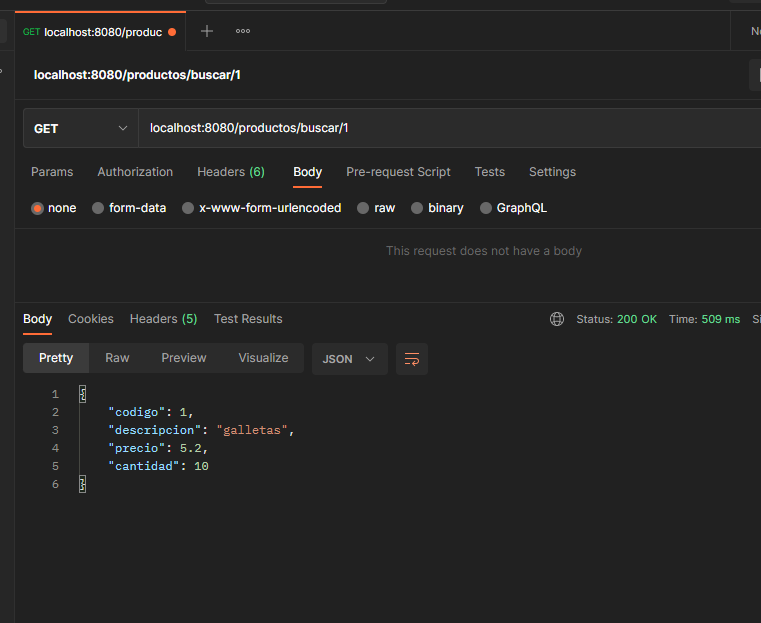 GET localhost:8080/produc
localhost:8080/productos/buscar/1
GET localhost:8080/productos/buscar/1
Params Authorization Headers (6) Body Pre-request Script Tests Settings
none form-data x-www-form-urlencoded raw binary GraphQL
This request does not have a body
Body Cookies Headers (5) Test Results Status: 200 OK Time: 509 ms
Pretty Raw Preview Visualize JSON
1 {
2 "codigo": 1,
3 "descripcion": "galletas",
4 "precio": 5.2,
5 "cantidad": 10
6 }